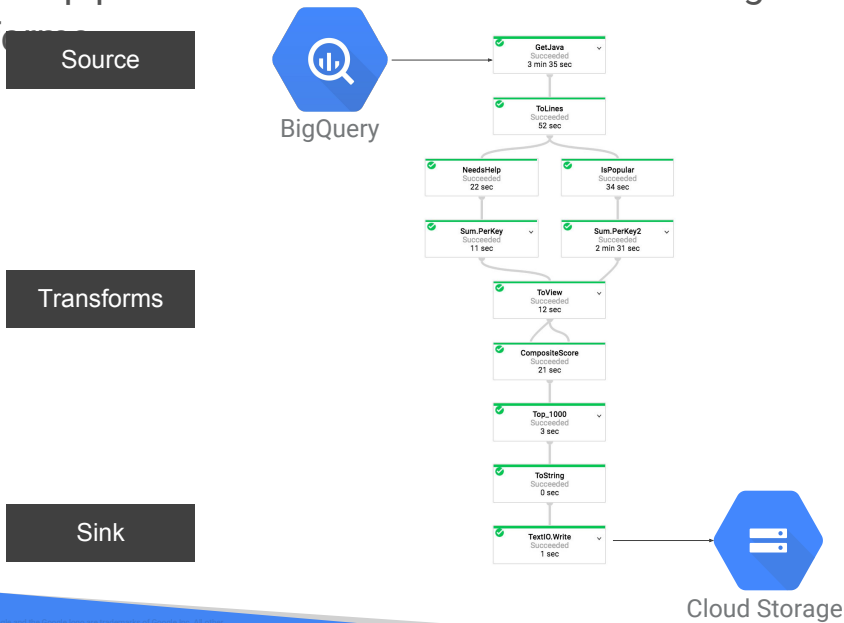 Source
BigQuery
GetJava
Succeeded
3 min 35 sec
ToLines
Succeeded
52 sec
NeedsHelp
Succeeded
22 sec
IsPopular
Succeeded
34 sec
Sum.PerKey
Succeeded
11 sec
Sum.PerKey2
Succeeded
2 min 31 sec
Transforms
ToView
Succeeded
12 sec
CompositeScore
Succeeded
21 sec
Top_1000
Succeeded
3 sec
ToString
Succeeded
0 sec
Sink
TextIO.Write
Succeeded
1 sec
Cloud Storage